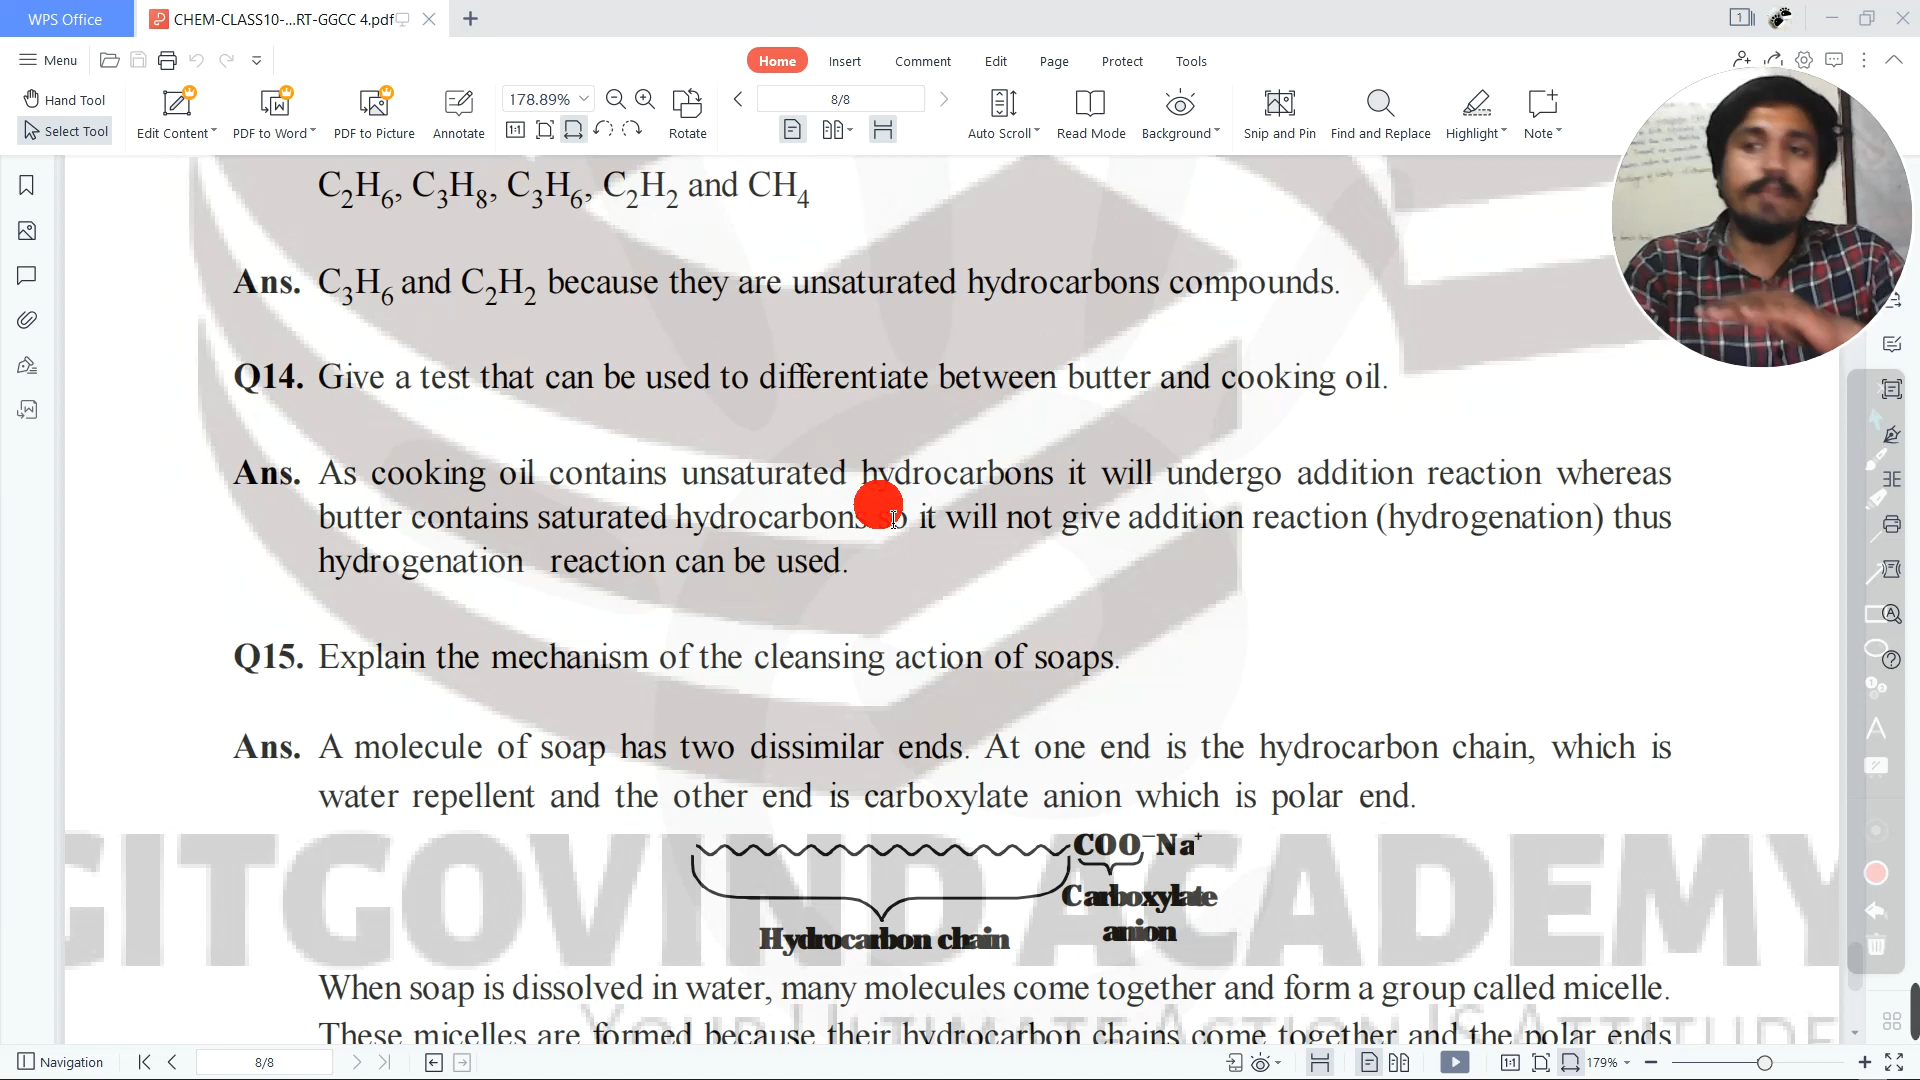 WPS Office
CHEM-CLASS10-...RT-GGCC 4.pdf
Menu
Home Insert Comment Edit Page Protect Tools
Hand Tool
Select Tool
Edit Content
PDF to Word
PDF to Picture
Annotate
178.89%
Rotate
8/8
Auto Scroll
Read Mode
Background
Snip and Pin
Find and Replace
Highlight
Note
C2H6, C3H8, C3H6, C2H2 and CH4
Ans. C3H6 and C2H2 because they are unsaturated hydrocarbons compounds.
Q14. Give a test that can be used to differentiate between butter and cooking oil.
Ans. As cooking oil contains unsaturated hydrocarbons it will undergo addition reaction whereas
butter contains saturated hydrocarbons so it will not give addition reaction (hydrogenation) thus
hydrogenation reaction can be used.
Q15. Explain the mechanism of the cleansing action of soaps.
Ans. A molecule of soap has two dissimilar ends. At one end is the hydrocarbon chain, which is
water repellent and the other end is carboxylate anion which is polar end.
COO⁻Na⁺
Carboxylate
anion
Hydrocarbon chain
GITGOVIND ACADEMY
When soap is dissolved in water, many molecules come together and form a group called micelle.
These micelles are formed because their hydrocarbon chains come together and the polar ends
YOUR ULTIMATE ACTION IS ATTITUDE
Navigation
8/8
179%